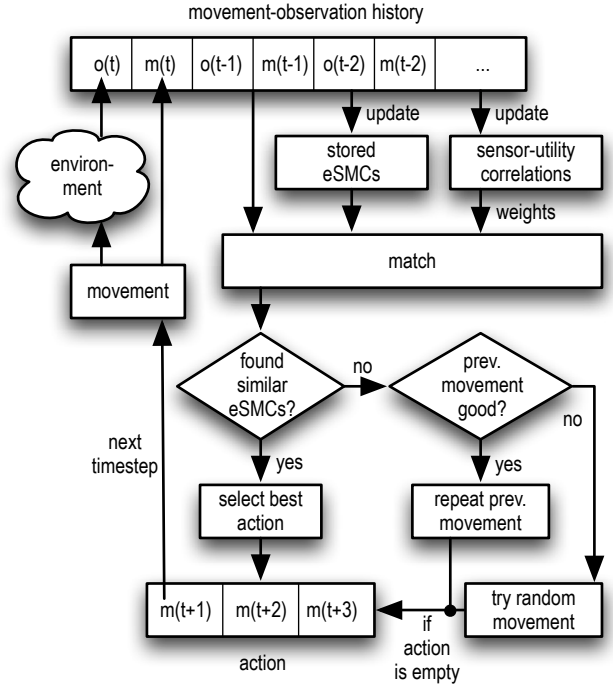 movement-observation history
o(t) m(t) o(t-1) m(t-1) o(t-2) m(t-2) ...
update update
environ-
ment
stored
eSMCs
sensor-utility
correlations
weights
match
movement
found
similar
eSMCs?
no
prev.
movement
good?
no
next
timestep
yes yes
select best
action
repeat prev.
movement
m(t+1) m(t+2) m(t+3)
try random
movement
if
action
is empty
action